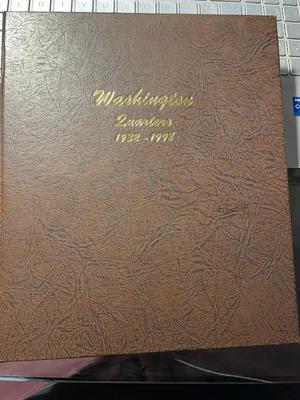 E R T Y U O P
Washington
Quarters
1932-1998